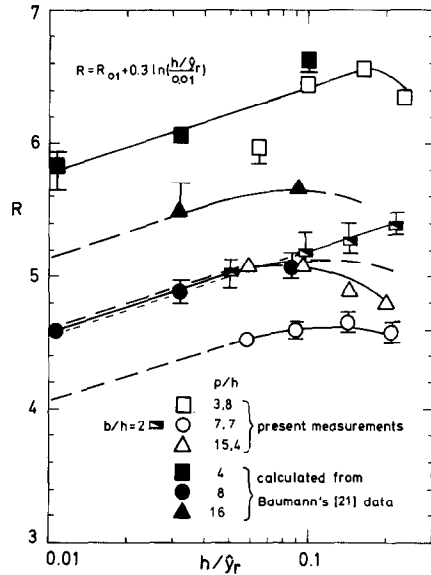 7
R = R01 + 0.3 ln(h/ŷr / 0.01)
6
R
5
4
3
p/h
□ 3,8
b/h=2 ○ 7,7 } present measurements
△ 15,4
■ 4 } calculated from
● 8 } Baumann's [21] data
▲ 16
0.01 h/ŷr 0.1